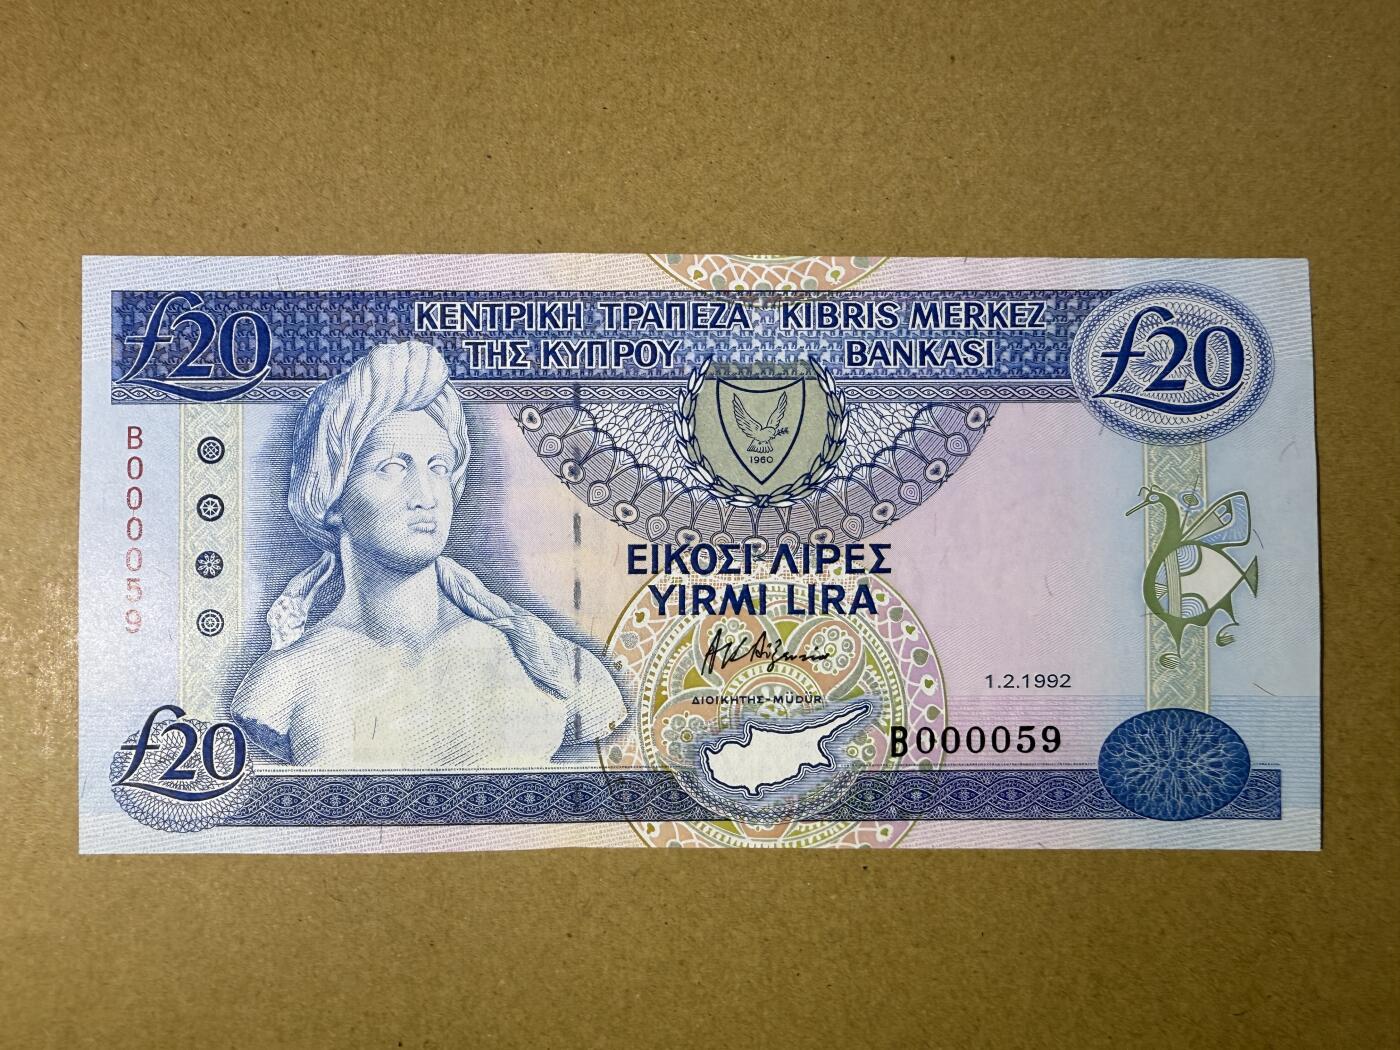 £20
ΚΕΝΤΡΙΚΗ ΤΡΑΠΕΖΑ
ΤΗΣ ΚΥΠΡΟΥ
KIBRIS MERKEZ
BANKASI
£20
B000059
1960
ΕΙΚΟΣΙ ΛΙΡΕΣ
YIRMI LIRA
ΔΙΟΙΚΗΤΗΣ-MÜDÜR
1.2.1992
B000059
£20